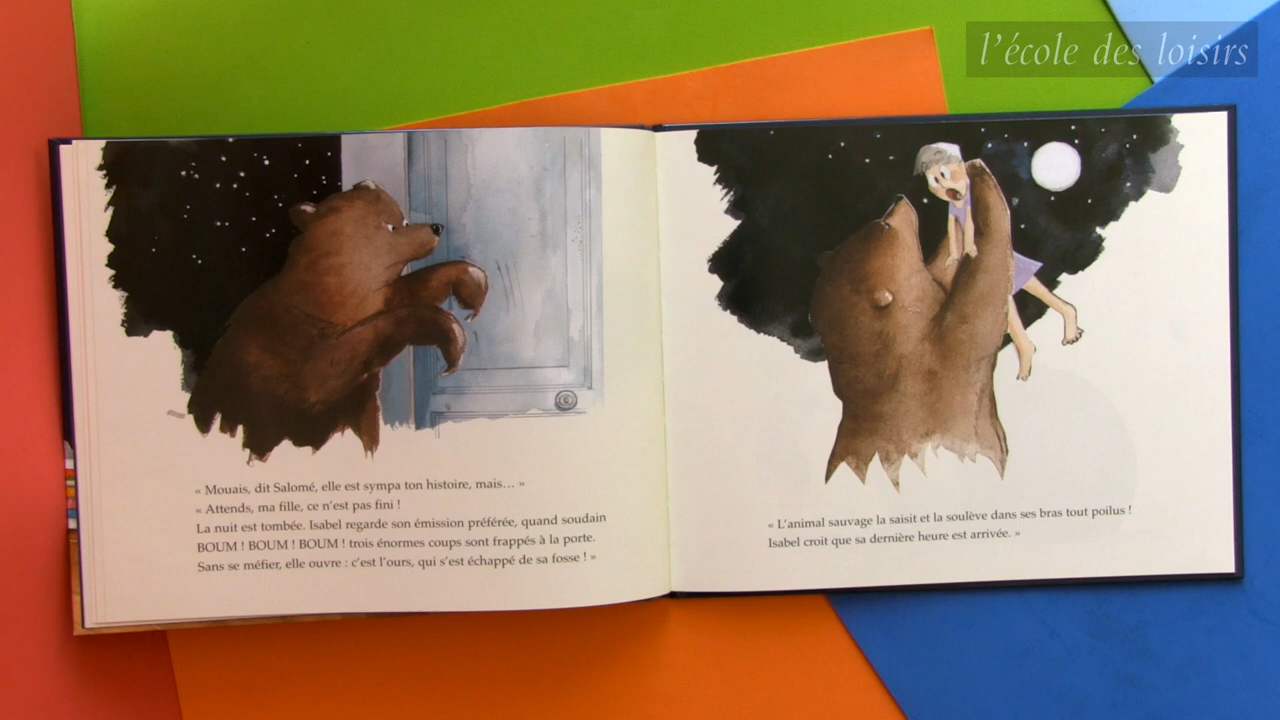 l'école des loisirs
« Mouais, dit Salomé, elle est sympa ton histoire, mais... »
« Attends, ma fille, ce n'est pas fini !
La nuit est tombée. Isabel regarde son émission préférée, quand soudain
BOUM ! BOUM ! BOUM ! trois énormes coups sont frappés à la porte.
Sans se méfier, elle ouvre : c'est l'ours, qui s'est échappé de sa fosse ! »
« L'animal sauvage la saisit et la soulève dans ses bras tout poilus !
Isabel croit que sa dernière heure est arrivée. »